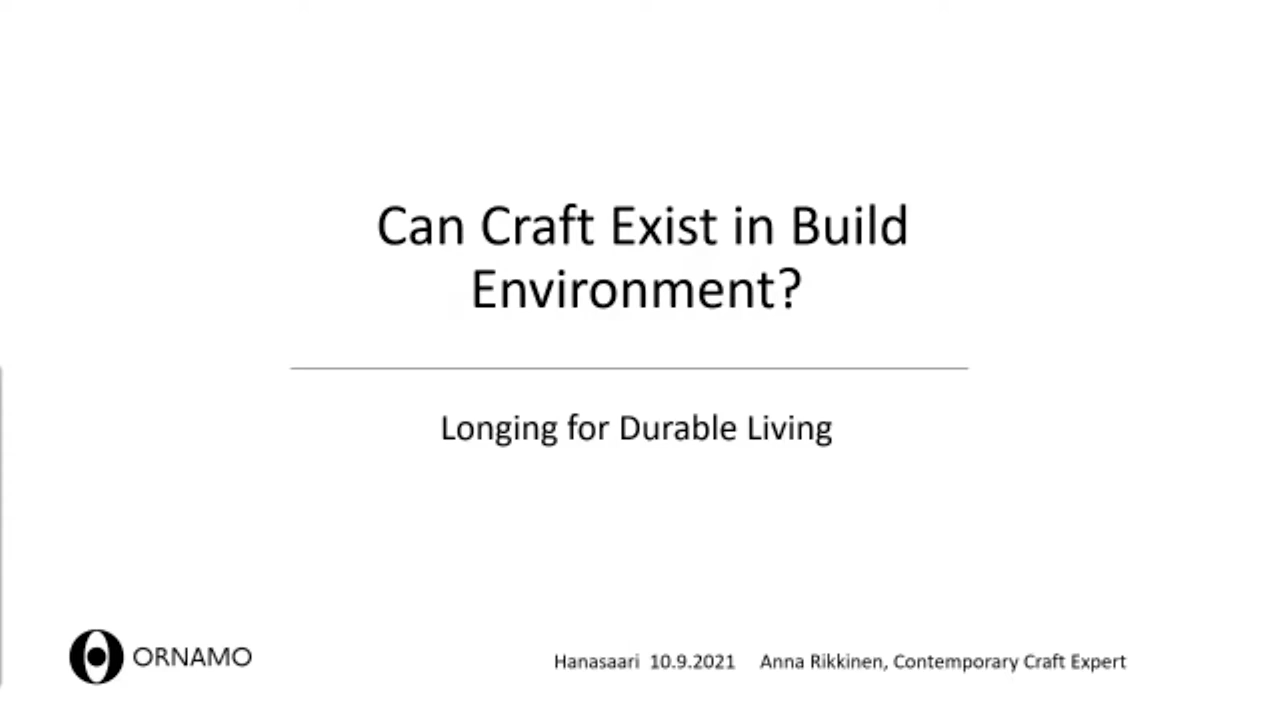 Can Craft Exist in Build
Environment?
Longing for Durable Living
ORNAMO
Hanasaari 10.9.2021 Anna Rikkinen, Contemporary Craft Expert